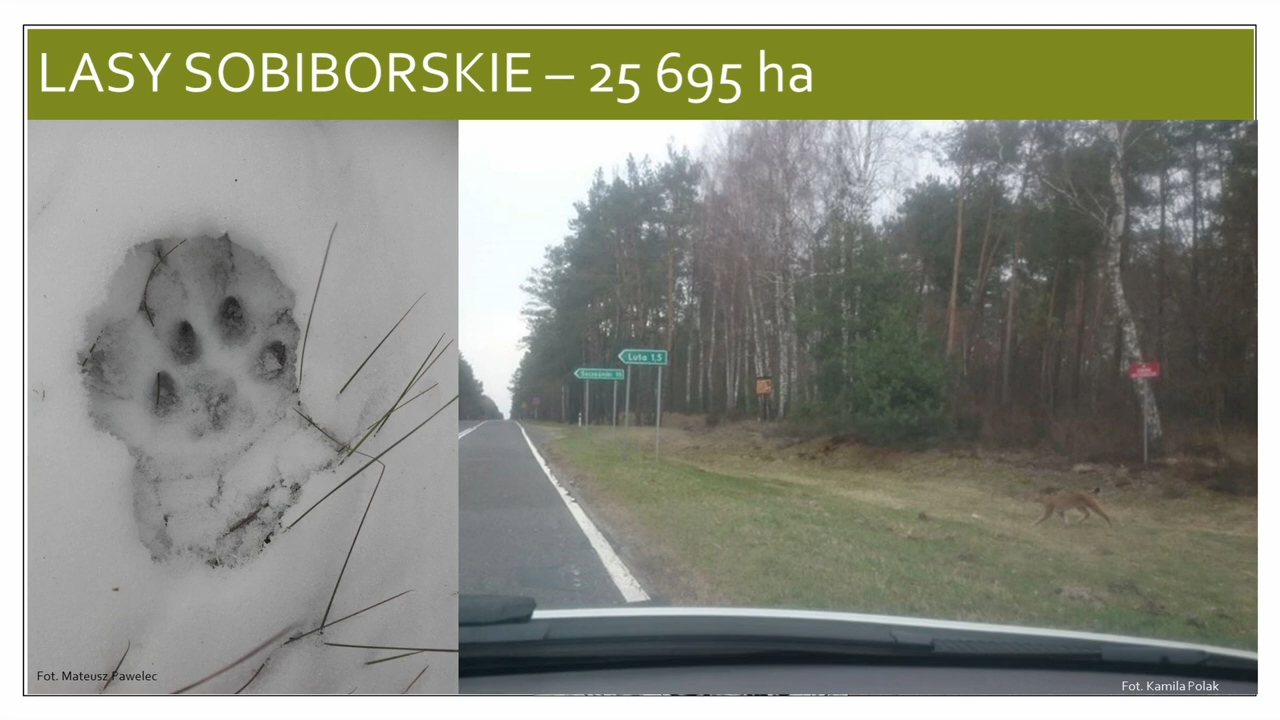 LASY SOBIBORSKIE – 25 695 ha
Luta 1,5
Fot. Mateusz Pawelec
Fot. Kamila Polak